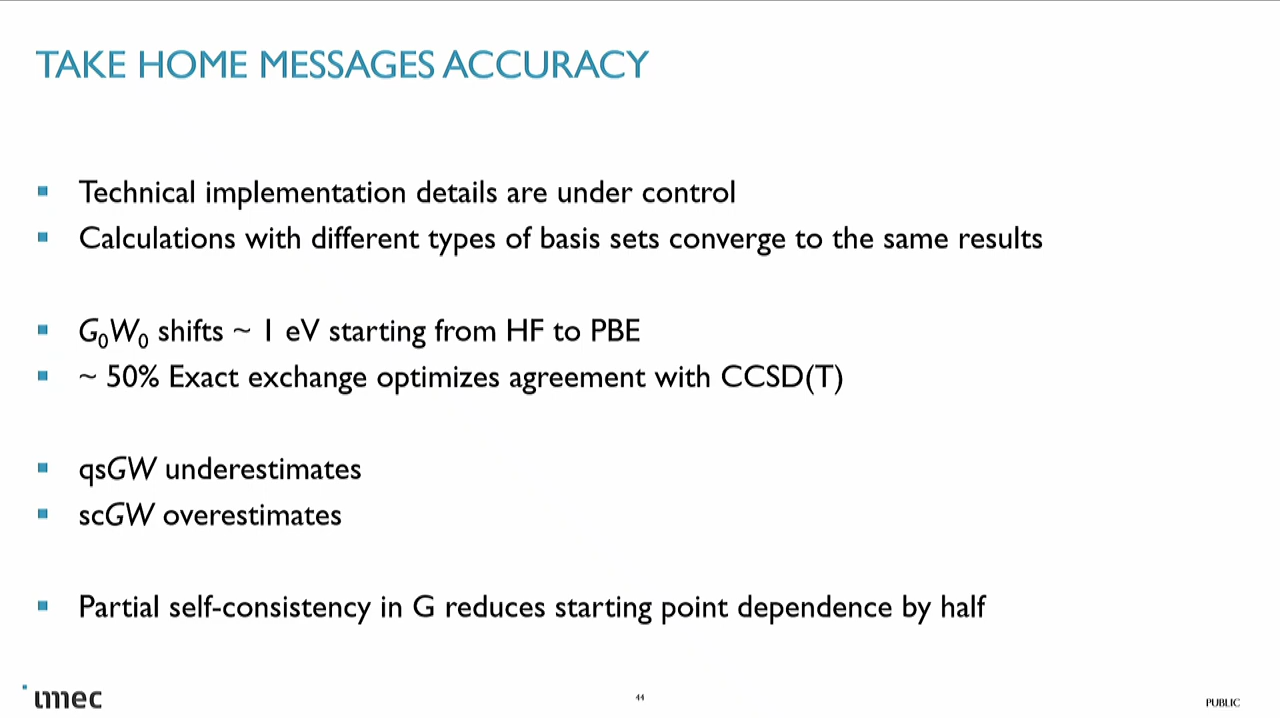 TAKE HOME MESSAGES ACCURACY
▪ Technical implementation details are under control
▪ Calculations with different types of basis sets converge to the same results
▪ G₀W₀ shifts ~ 1 eV starting from HF to PBE
▪ ~ 50% Exact exchange optimizes agreement with CCSD(T)
▪ qsGW underestimates
▪ scGW overestimates
▪ Partial self-consistency in G reduces starting point dependence by half
imec
44
PUBLIC